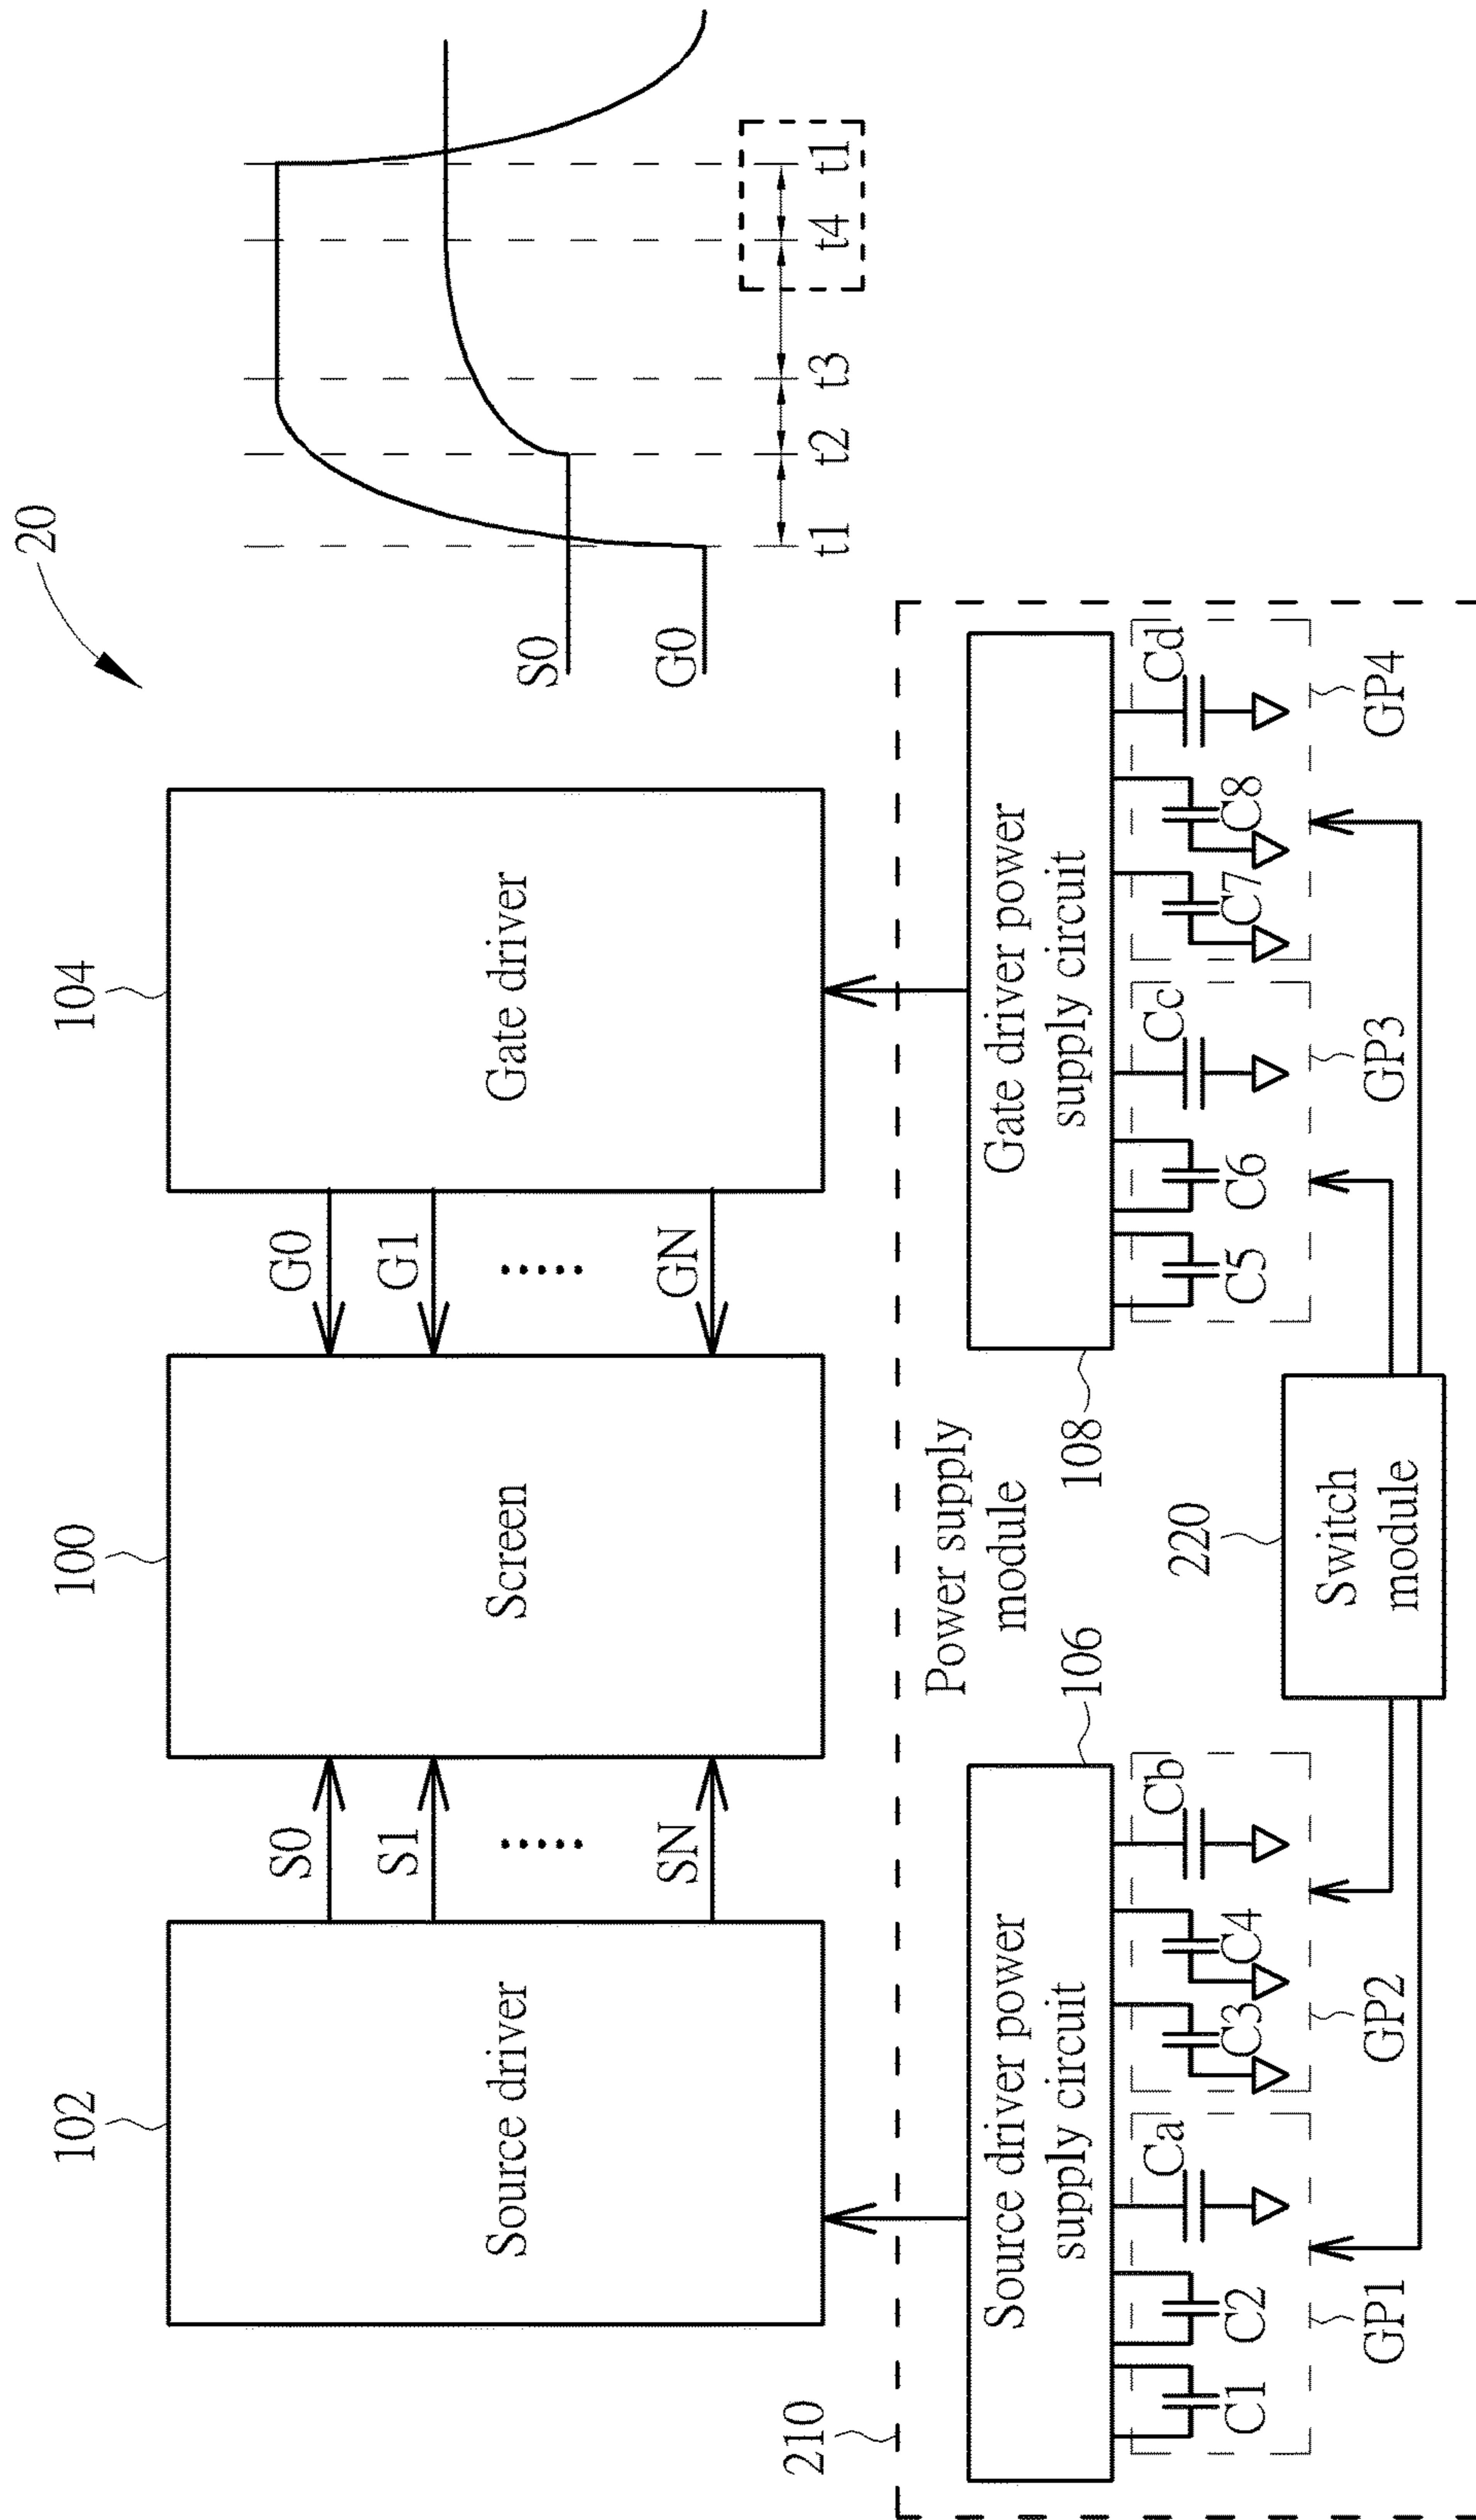 20
102
100
104
Source driver
Screen
Gate driver
S0
S1
SN
G0
G1
GN
S0
G0
t1
t2
t3
t4
t1
210
Power supply
module
Source driver power
supply circuit
106
Gate driver power
supply circuit
108
C1
C2
Ca
C3
C4
Cb
C5
C6
Cc
C7
C8
Cd
GP1
GP2
GP3
GP4
220
Switch
module